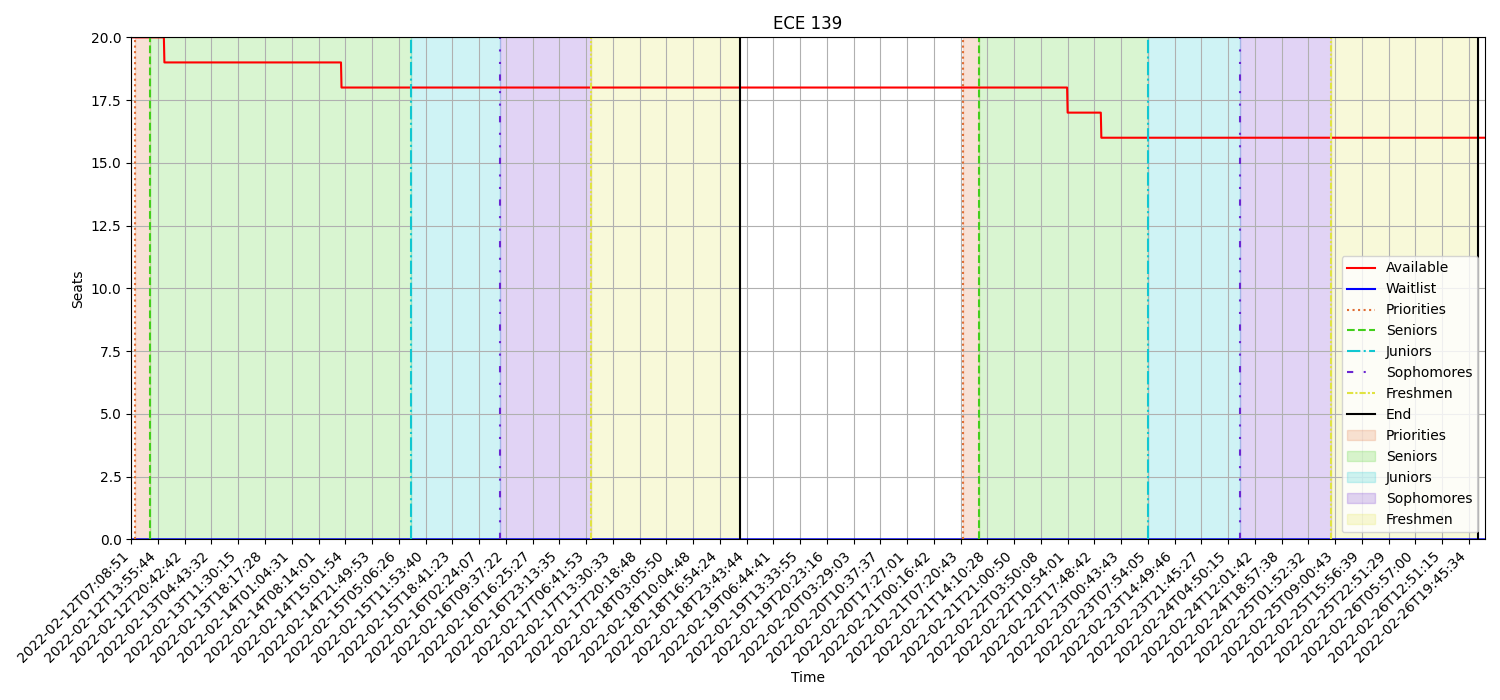 ECE 139
20.0
17.5
15.0
12.5
10.0
7.5
5.0
2.5
0.0
Seats
Available
Waitlist
Priorities
Seniors
Juniors
Sophomores
Freshmen
End
Priorities
Seniors
Juniors
Sophomores
Freshmen
2022-02-12T07:08:51
2022-02-12T13:55:44
2022-02-12T20:42:42
2022-02-13T04:43:32
2022-02-13T11:30:15
2022-02-13T18:17:28
2022-02-14T01:04:31
2022-02-14T08:14:01
2022-02-14T15:01:54
2022-02-14T21:49:53
2022-02-15T05:06:26
2022-02-15T11:53:40
2022-02-15T18:41:23
2022-02-16T02:24:07
2022-02-16T09:37:22
2022-02-16T16:25:27
2022-02-16T23:13:35
2022-02-17T06:41:53
2022-02-17T13:30:33
2022-02-17T20:18:48
2022-02-18T03:05:50
2022-02-18T10:04:48
2022-02-18T16:54:24
2022-02-18T23:43:44
2022-02-19T06:44:41
2022-02-19T13:33:55
2022-02-19T20:23:16
2022-02-20T03:29:03
2022-02-20T10:37:37
2022-02-20T17:27:01
2022-02-21T00:16:42
2022-02-21T07:20:43
2022-02-21T14:10:28
2022-02-21T21:00:50
2022-02-22T03:50:08
2022-02-22T10:54:01
2022-02-22T17:48:42
2022-02-23T00:43:43
2022-02-23T07:54:05
2022-02-23T14:49:46
2022-02-23T21:45:27
2022-02-24T04:50:15
2022-02-24T12:01:42
2022-02-24T18:57:38
2022-02-25T01:52:32
2022-02-25T09:00:43
2022-02-25T15:56:39
2022-02-25T22:51:29
2022-02-26T05:57:00
2022-02-26T12:51:15
2022-02-26T19:45:34
Time